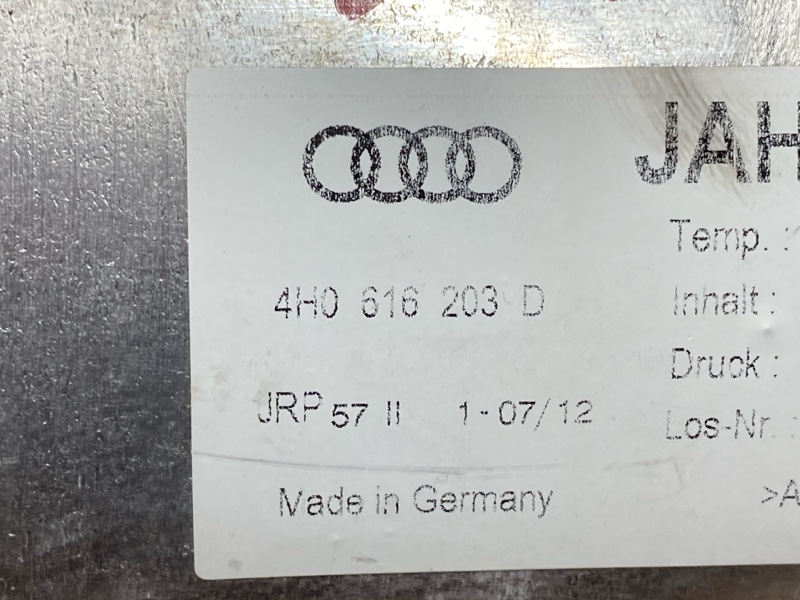 JAH
Temp. :
4H0 616 203 D
Inhalt :
Druck :
JRP 57 II 1-07/12
Los-Nr. :
Made in Germany
>A